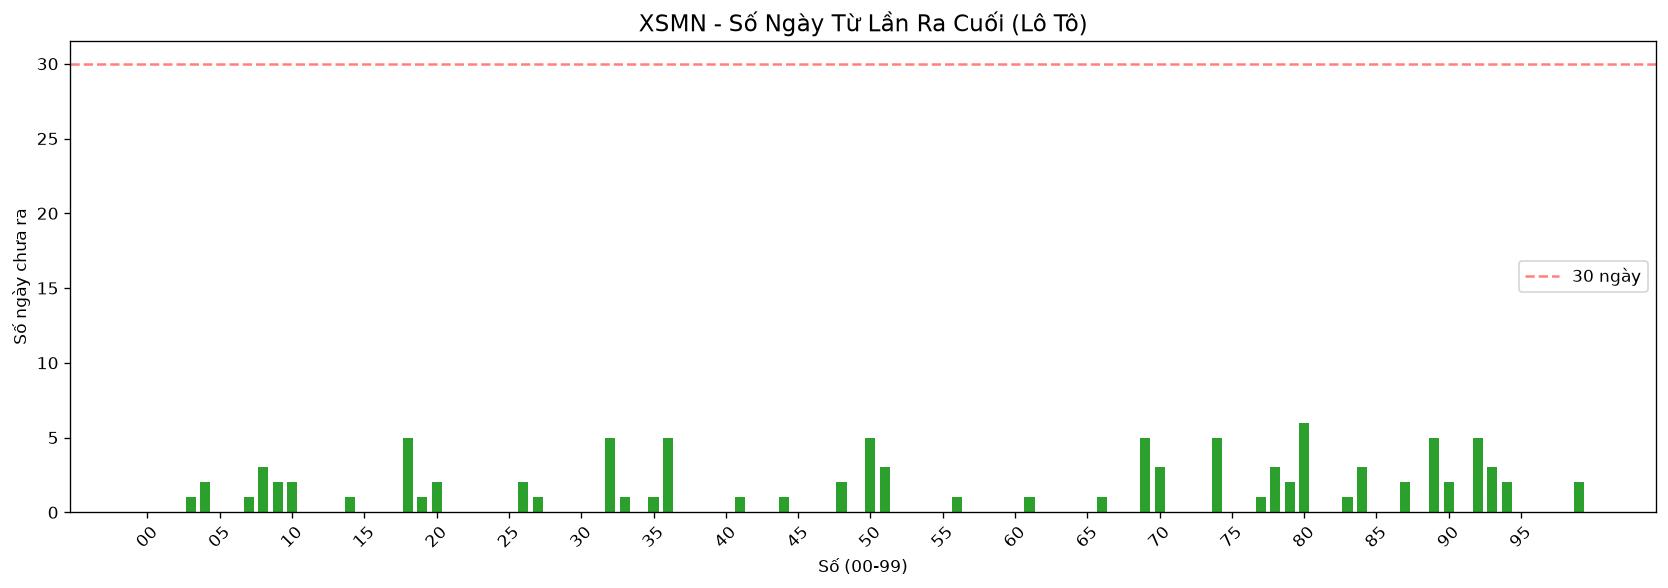 XSMN - Số Ngày Từ Lần Ra Cuối (Lô Tô)
Số ngày chưa ra
30
25
20
15
10
5
0
30 ngày
00 05 10 15 20 25 30 35 40 45 50 55 60 65 70 75 80 85 90 95
Số (00-99)